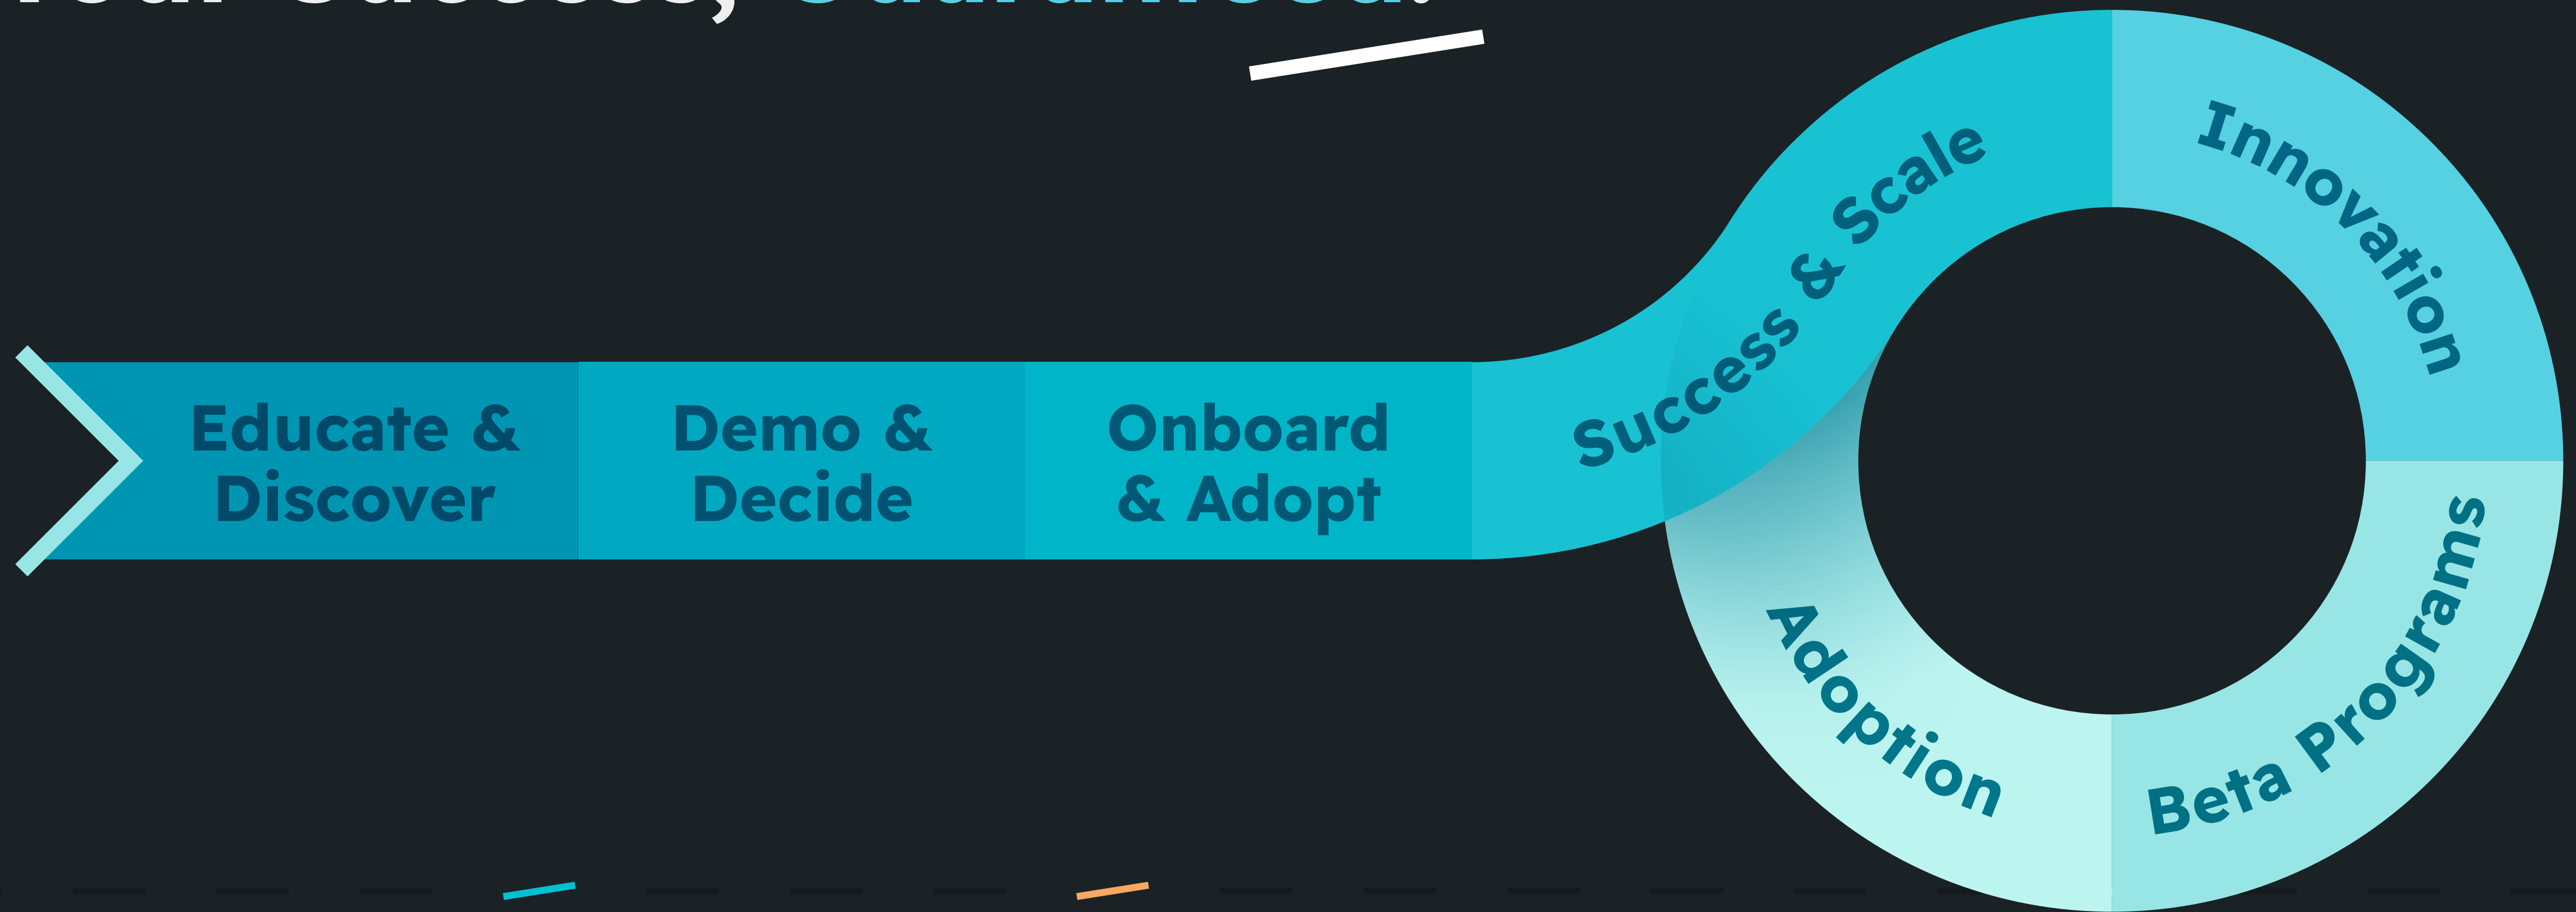 Educate &
Discover
Demo &
Decide
Onboard
& Adopt
Success & Scale
Innovation
Beta Programs
Adoption